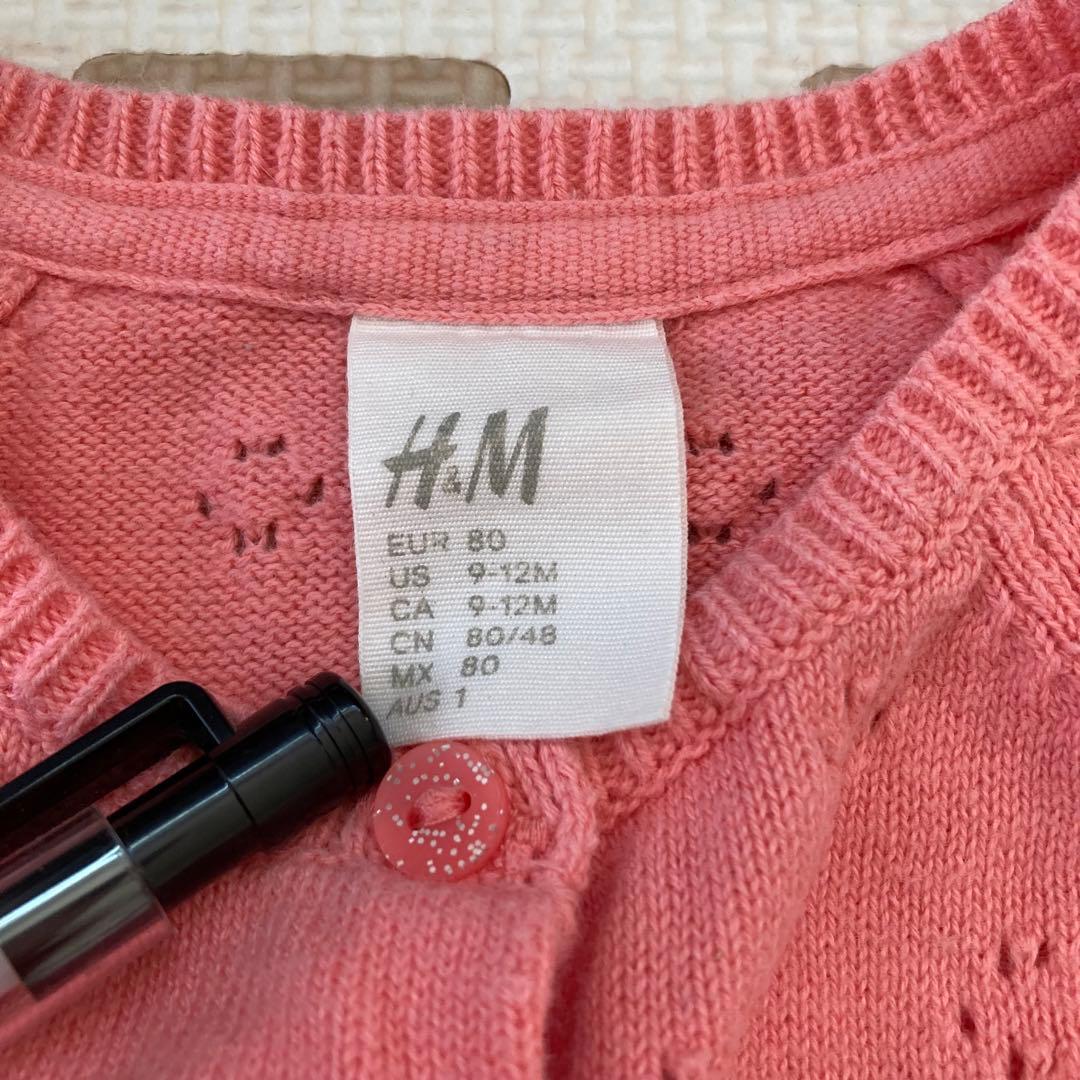 H&M
EUR 80
US 9-12M
CA 9-12M
CN 80/48
MX 80
AUS 1